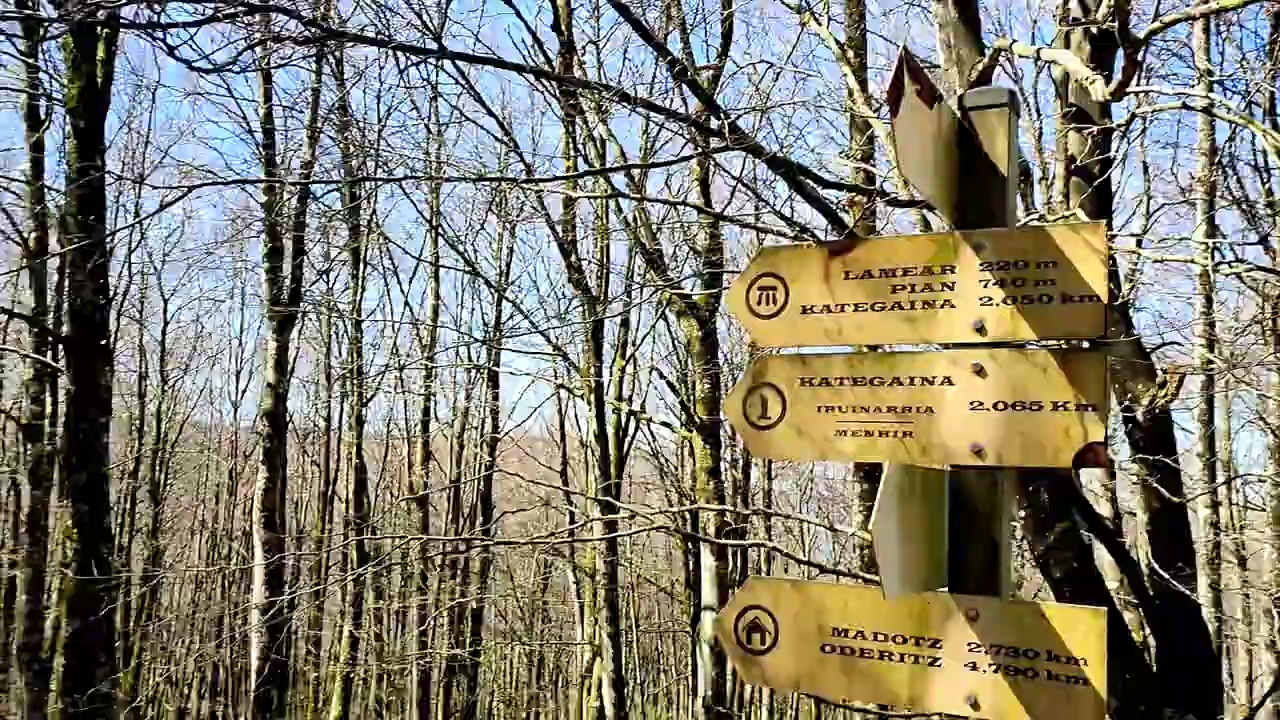 LAMEAR 220 m
PIAN 740 m
KATEGAINA 2,050 km
KATEGAINA
IRUINARRIA 2.065 Km
MENHIR
MADOTZ 2,730 km
ODERITZ 4,790 km